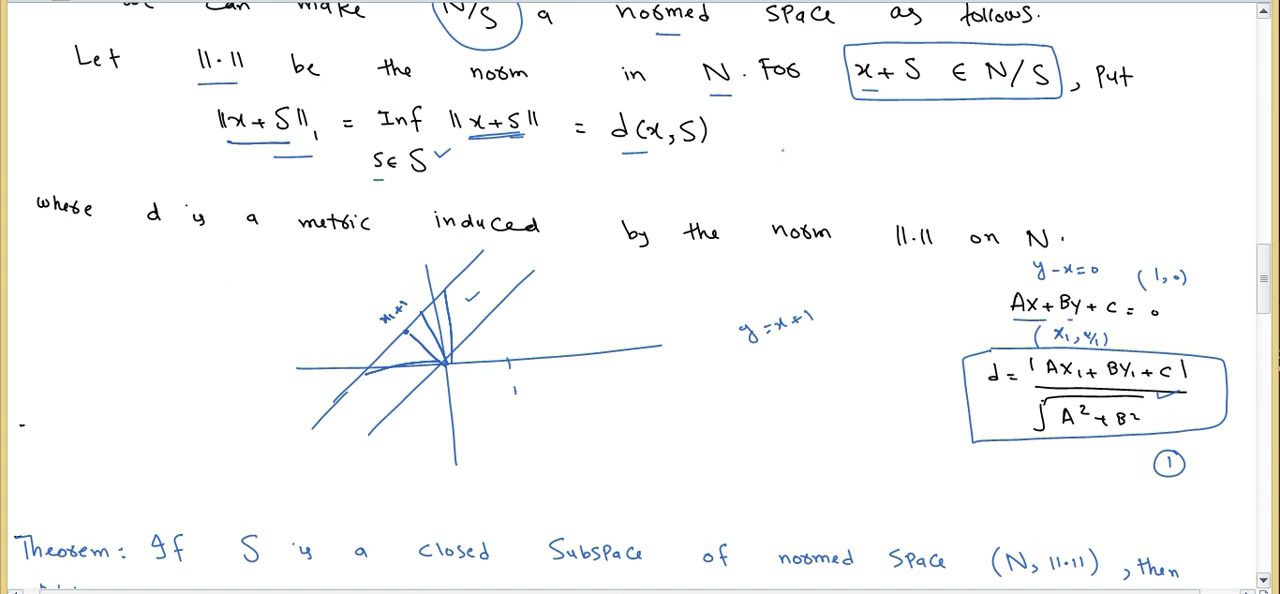 can make N/S a normed space as follows.
Let ||·|| be the norm in N. For x+S ∈ N/S, Put
||x+S||₁ = Inf ||x+s|| = d(x,S)
s∈S
where d is a metric induced by the norm ||·|| on N.
y-x=0 (1,0)
Ax+By+c=0
(x₁,y₁)
x+1
y=x+1
d = |Ax₁+By₁+c| / √A²+B²
1
①
Theorem: If S is a closed Subspace of normed space (N, ||·||), then